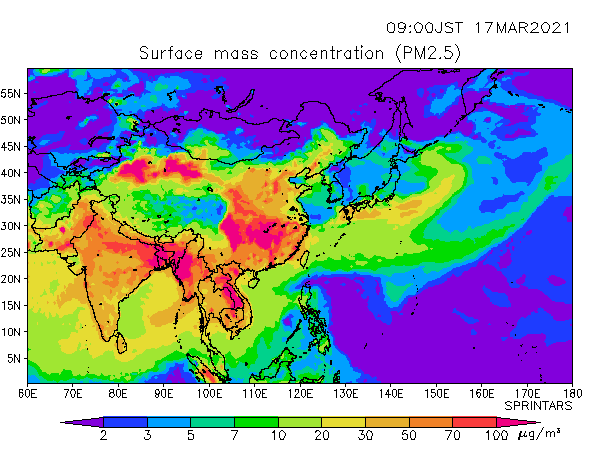 09:00JST 17MAR2021
Surface mass concentration (PM2.5)
55N
50N
45N
40N
35N
30N
25N
20N
15N
10N
5N
60E 70E 80E 90E 100E 110E 120E 130E 140E 150E 160E 170E 180
SPRINTARS
2 3 5 7 10 20 30 50 70 100 μg/m³